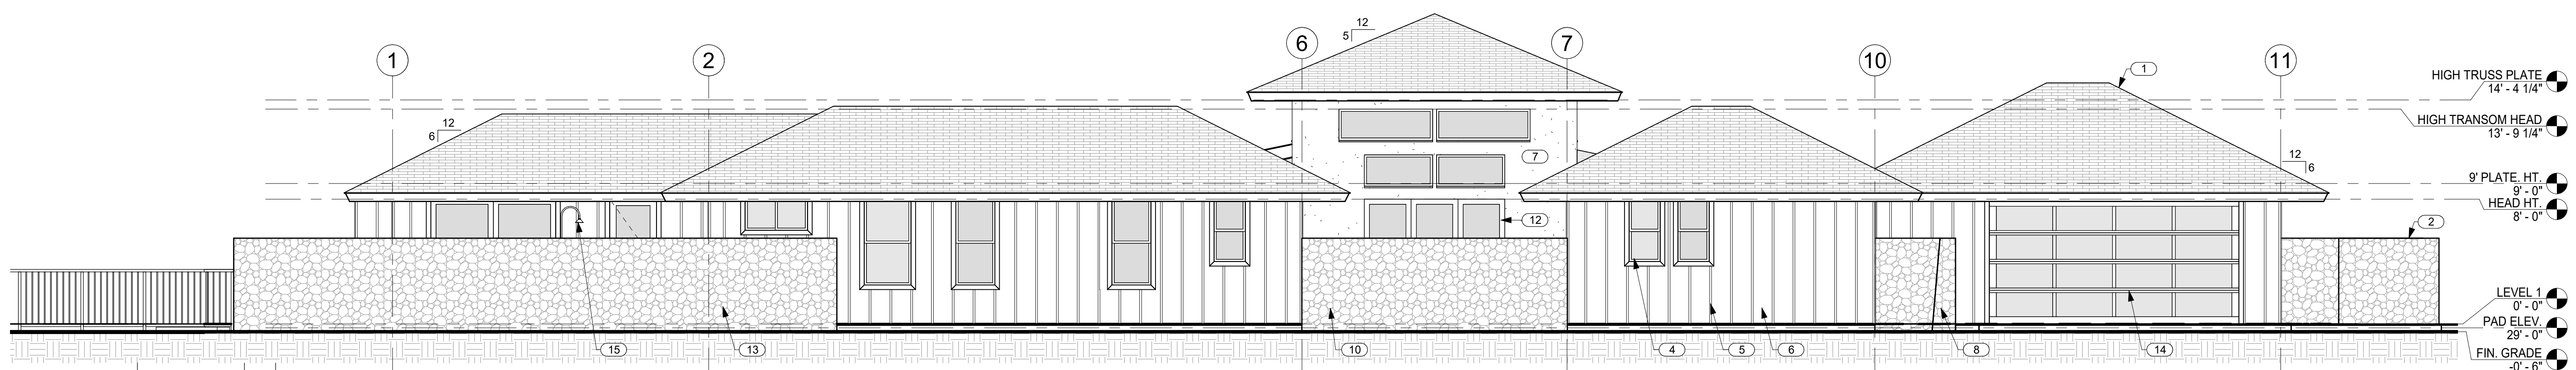 1
2
6
7
10
11
12
5
12
6
12
6
1
7
12
2
15
13
10
4
5
6
8
14
HIGH TRUSS PLATE
14' - 4 1/4"
HIGH TRANSOM HEAD
13' - 9 1/4"
9' PLATE. HT.
9' - 0"
HEAD HT.
8' - 0"
LEVEL 1
0' - 0"
PAD ELEV.
29' - 0"
FIN. GRADE
-0' - 6"